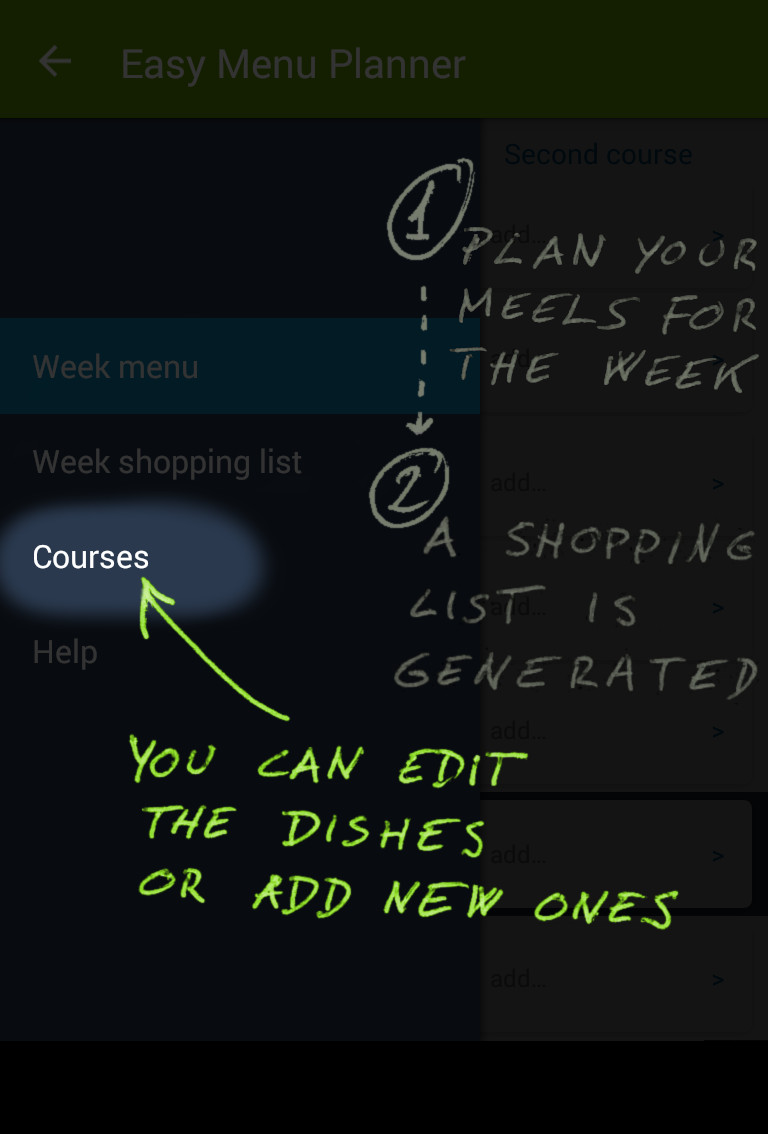 Easy Menu Planner
Second course
1
add... >
PLAN YOUR
MEELS FOR
THE WEEK
Week menu
Week shopping list
2
add... >
A SHOPPING
LIST IS
GENERATED
Courses
add... >
Help
add... >
YOU CAN EDIT
THE DISHES
OR ADD NEW ONES
add... >
add... >